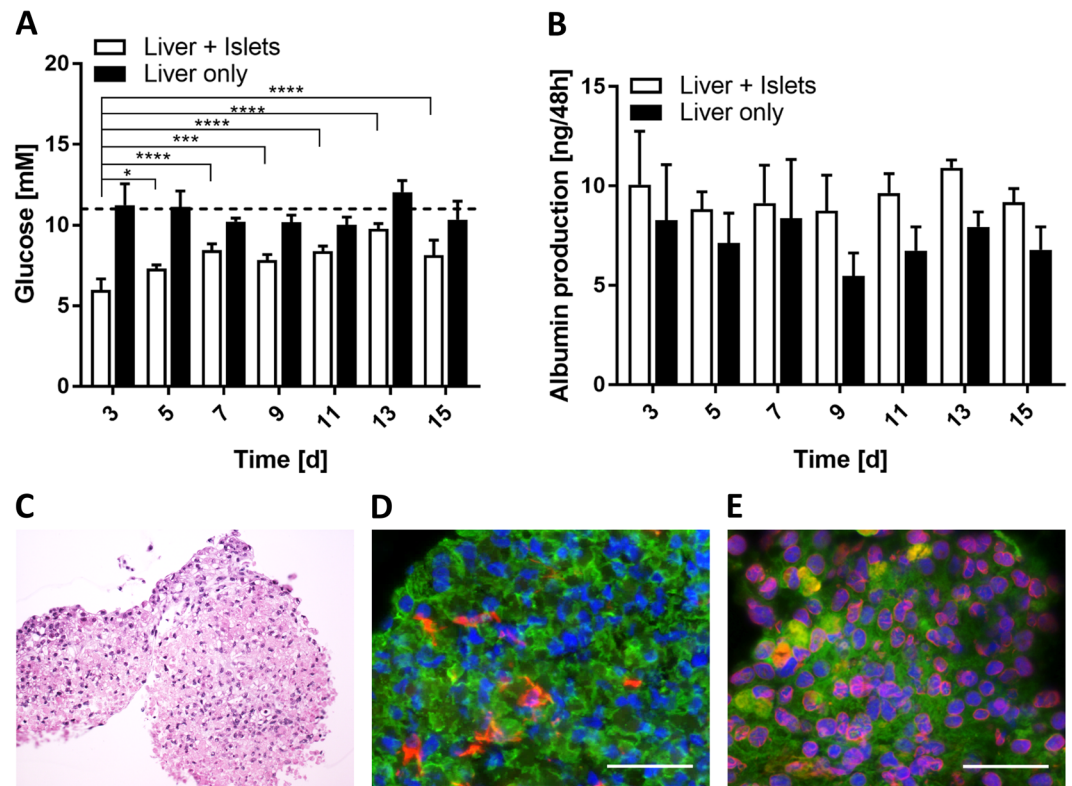 A
Liver + Islets
Liver only
****
****
****
***
****
*
Glucose [mM]
20
15
10
5
0
3 5 7 9 11 13 15
Time [d]
B
Liver + Islets
Liver only
Albumin production [ng/48h]
15
10
5
0
3 5 7 9 11 13 15
Time [d]
C
D
E